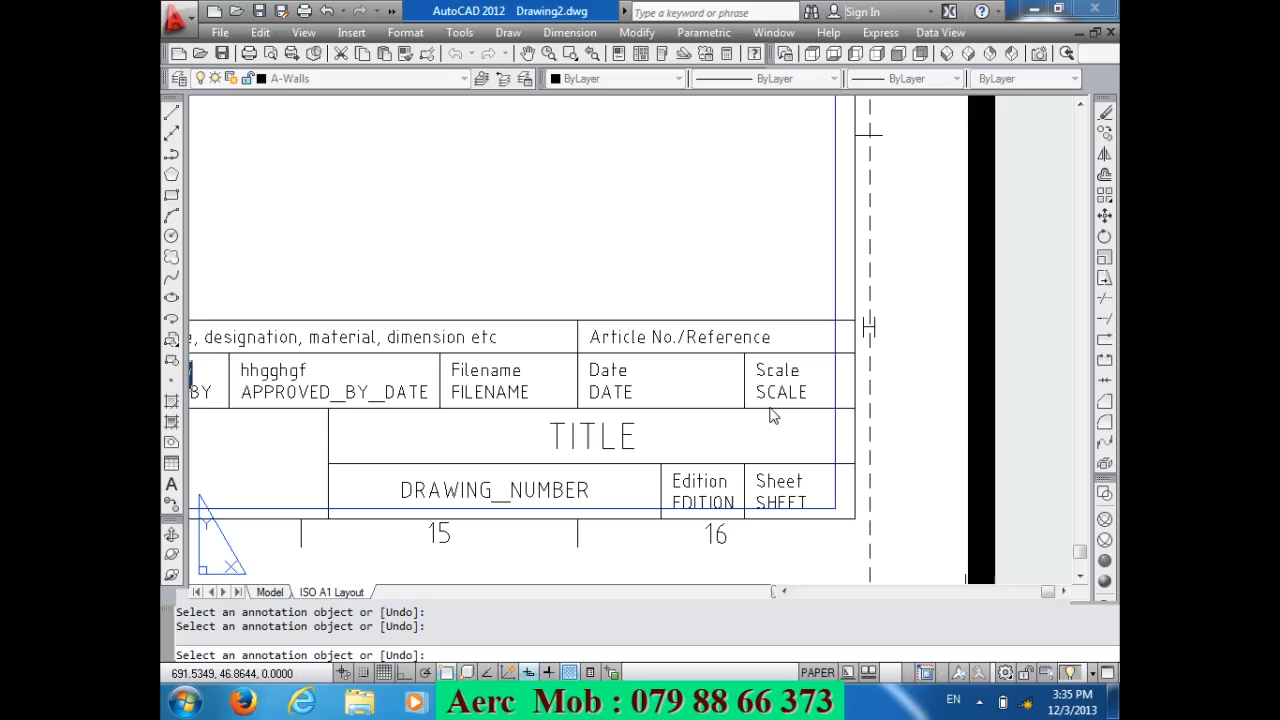 AutoCAD 2012 Drawing2.dwg
Type a keyword or phrase
Sign In
File Edit View Insert Format Tools Draw Dimension Modify Parametric Window Help Express Data View
A-Walls
ByLayer
ByLayer
ByLayer
ByLayer
, designation, material, dimension etc
Article No./Reference
hhgghgf
APPROVED_BY_DATE
Filename
FILENAME
Date
DATE
Scale
SCALE
BY
TITLE
DRAWING_NUMBER
Edition
EDITION
Sheet
SHEET
H
Y
X
15
16
Model
ISO A1 Layout
Select an annotation object or [Undo]:
Select an annotation object or [Undo]:
Select an annotation object or [Undo]:
691.5349, 46.8644, 0.0000
PAPER
Aerc Mob : 079 88 66 373
EN
3:35 PM
12/3/2013